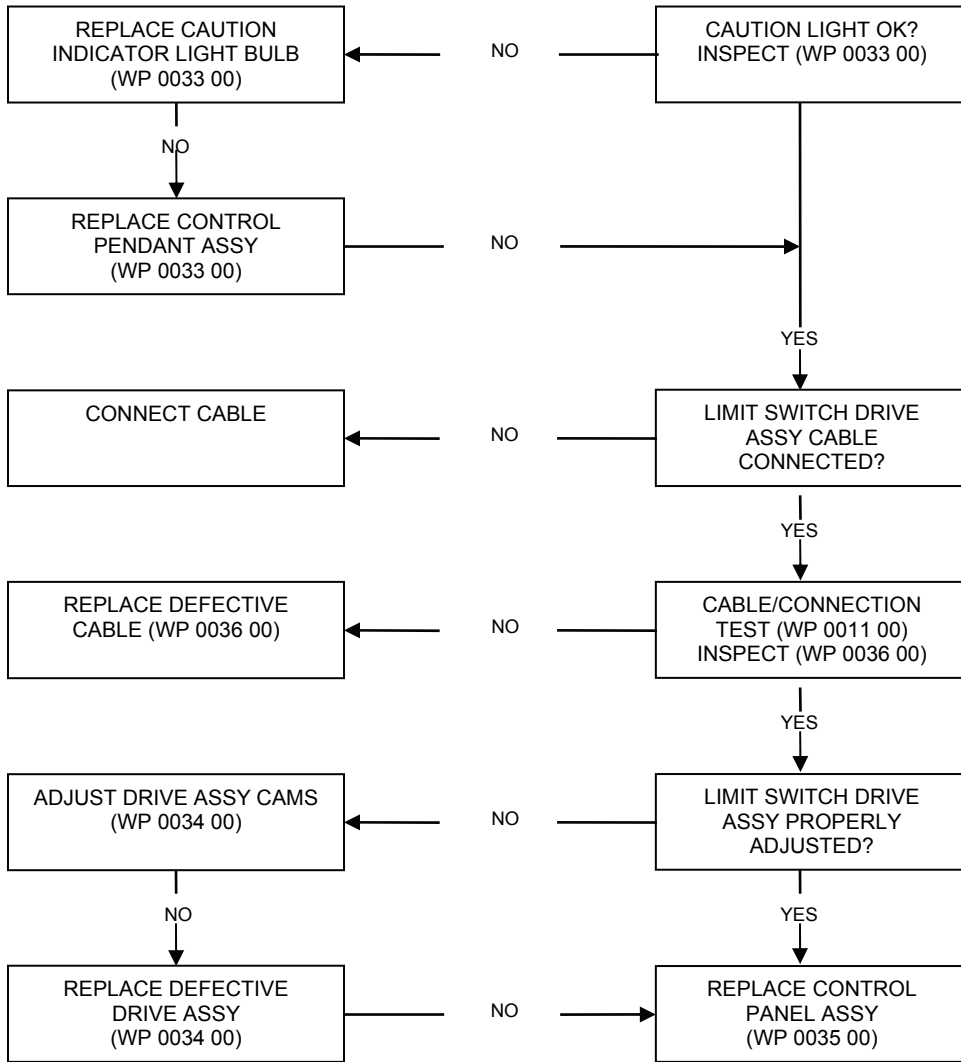 REPLACE CAUTION
INDICATOR LIGHT BULB
(WP 0033 00)
NO
CAUTION LIGHT OK?
INSPECT (WP 0033 00)
NO
REPLACE CONTROL
PENDANT ASSY
(WP 0033 00)
NO
YES
CONNECT CABLE
NO
LIMIT SWITCH DRIVE
ASSY CABLE
CONNECTED?
YES
REPLACE DEFECTIVE
CABLE (WP 0036 00)
NO
CABLE/CONNECTION
TEST (WP 0011 00)
INSPECT (WP 0036 00)
YES
ADJUST DRIVE ASSY CAMS
(WP 0034 00)
NO
LIMIT SWITCH DRIVE
ASSY PROPERLY
ADJUSTED?
NO
YES
REPLACE DEFECTIVE
DRIVE ASSY
(WP 0034 00)
NO
REPLACE CONTROL
PANEL ASSY
(WP 0035 00)